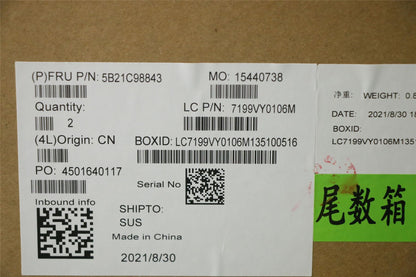 (P)FRU P/N: 5B21C98843
MO: 15440738
Quantity:
2
LC P/N: 7199VY0106M
(4L)Origin: CN
BOXID: LC7199VY0106M135100516
PO: 4501640117
Serial No
Inbound info
SHIPTO:
SUS
Made in China
2021/8/30
净重: WEIGHT: 0.8
DATE: 2021/8/30 18
BOXID:
LC7199VY0106M135
尾数箱